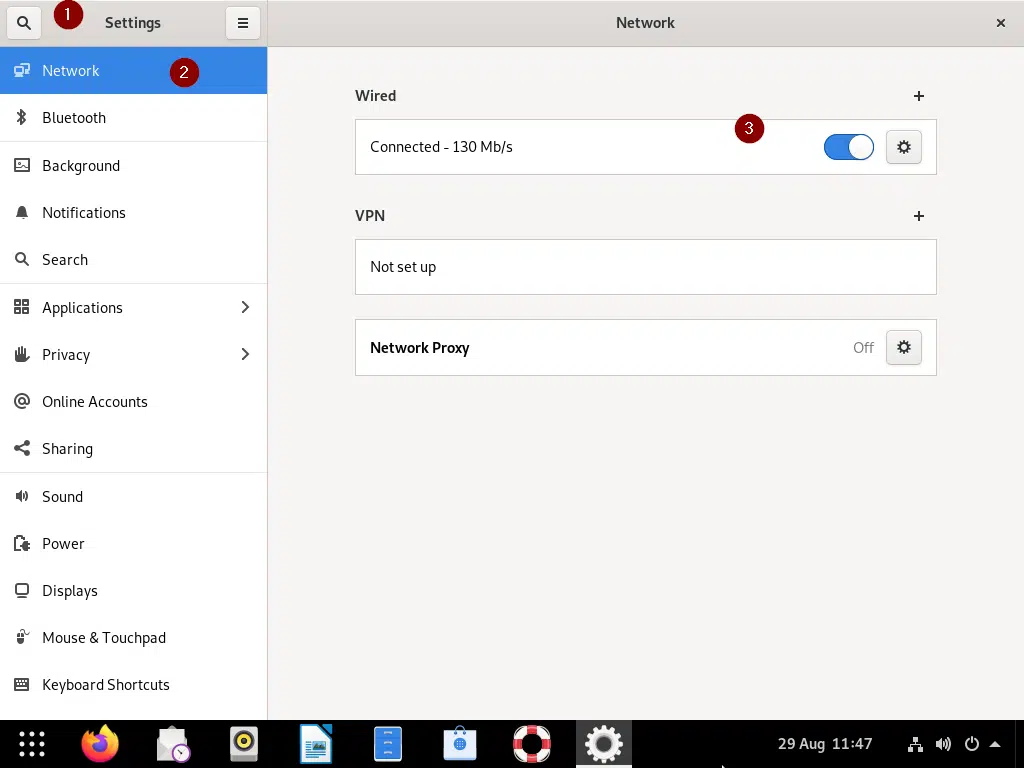 1
Settings
Network
Network
2
Bluetooth
Background
Notifications
Search
Applications
Privacy
Online Accounts
Sharing
Sound
Power
Displays
Mouse & Touchpad
Keyboard Shortcuts
Wired
3
Connected - 130 Mb/s
VPN
Not set up
Network Proxy
Off
29 Aug 11:47